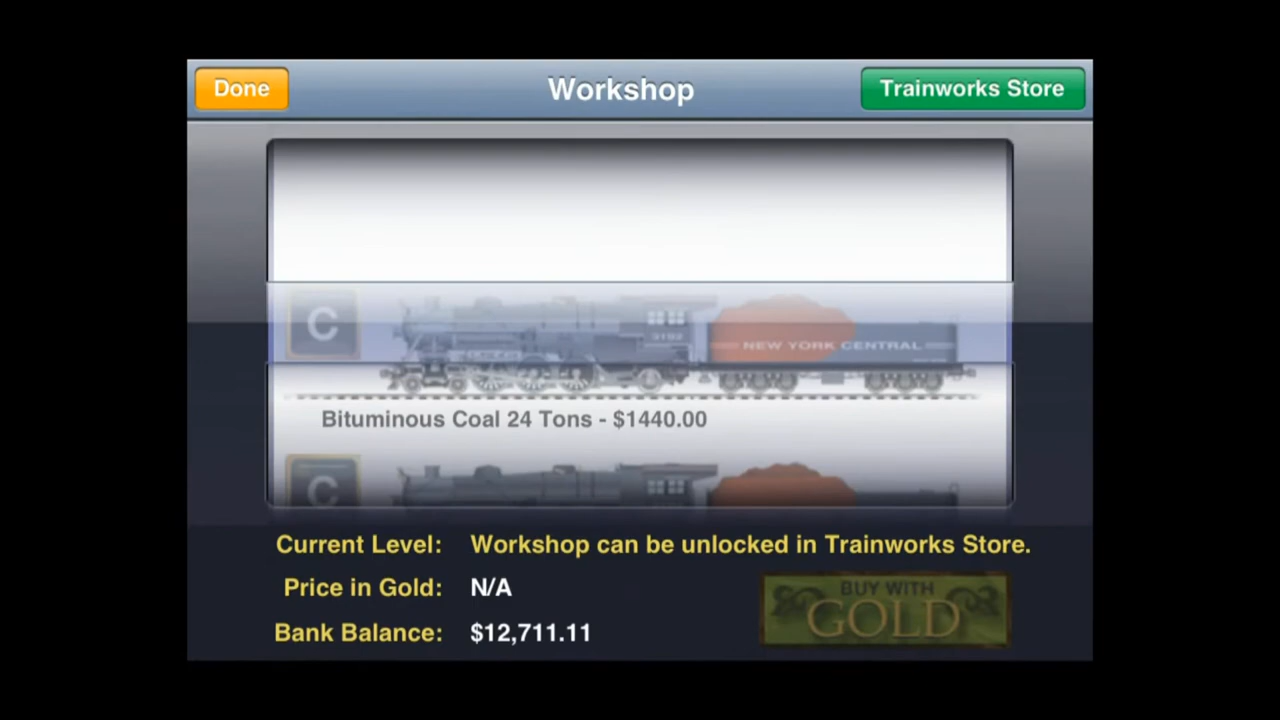 Done
Workshop
Trainworks Store
C
3192
NEW YORK CENTRAL
Bituminous Coal 24 Tons - $1440.00
C
Current Level: Workshop can be unlocked in Trainworks Store.
Price in Gold: N/A
BUY WITH
GOLD
Bank Balance: $12,711.11